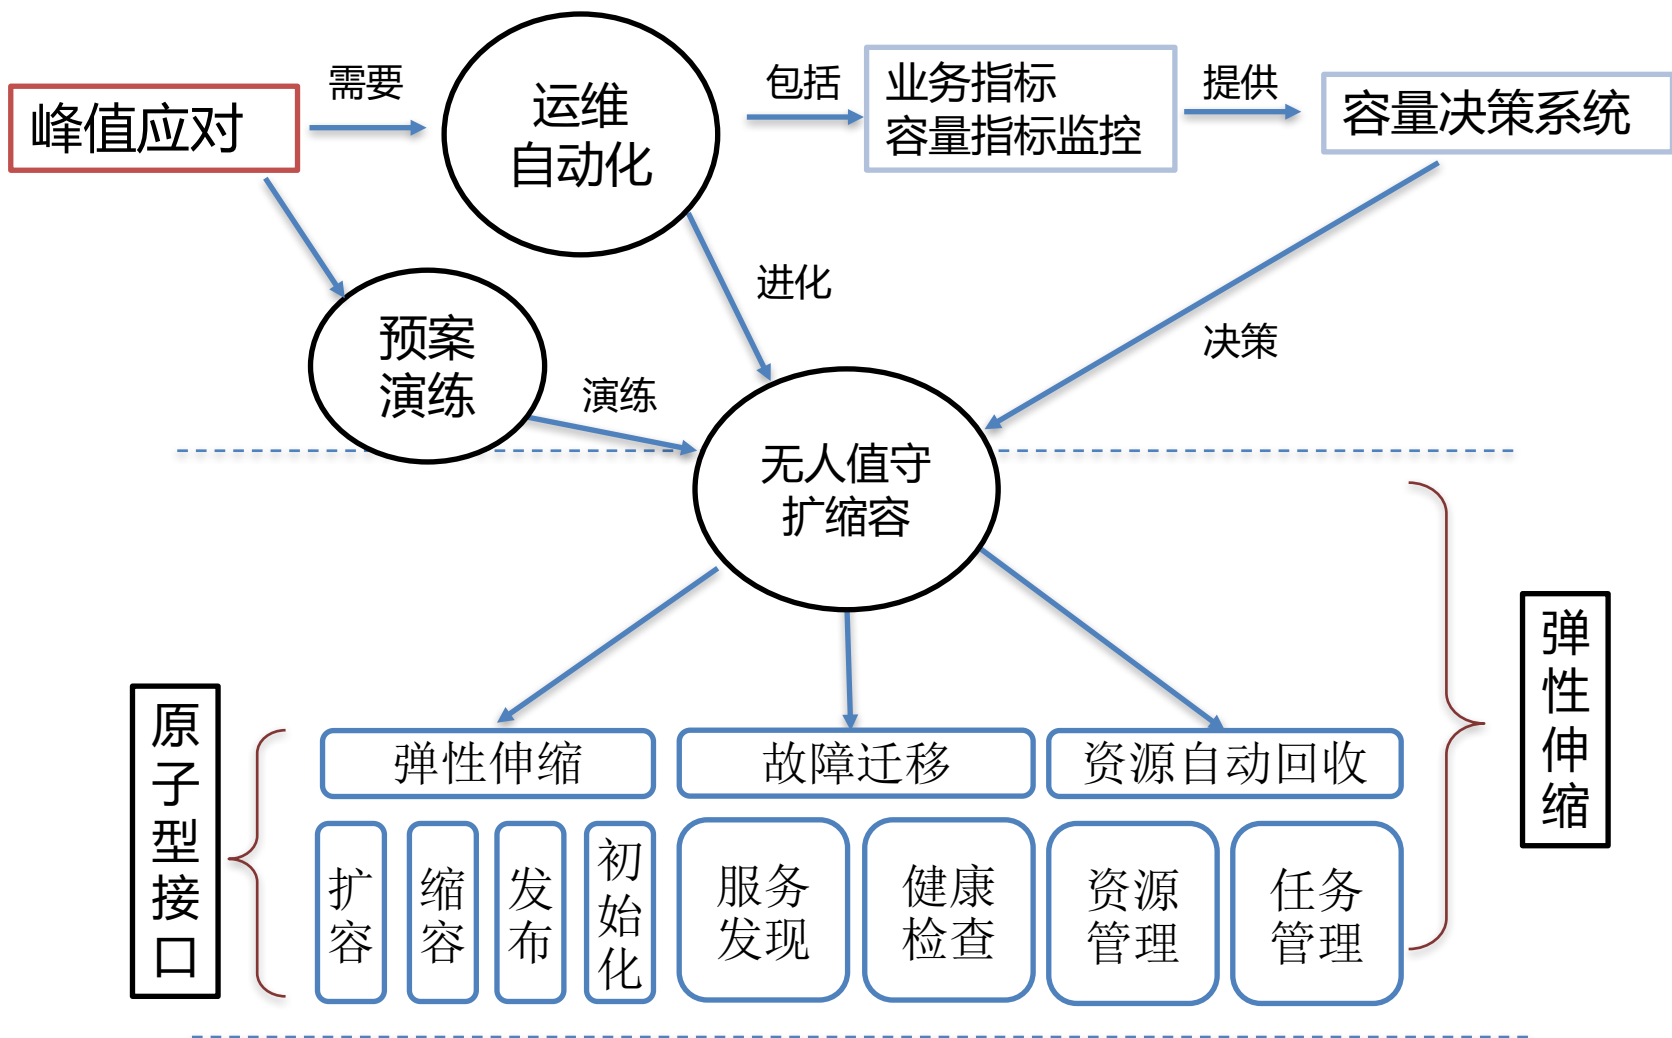 峰值应对
需要
运维
自动化
包括
业务指标
容量指标监控
提供
容量决策系统
进化
决策
预案
演练
演练
无人值守
扩缩容
弹性伸缩
原子型接口
弹性伸缩
故障迁移
资源自动回收
扩容
缩容
发布
初始化
服务
发现
健康
检查
资源
管理
任务
管理